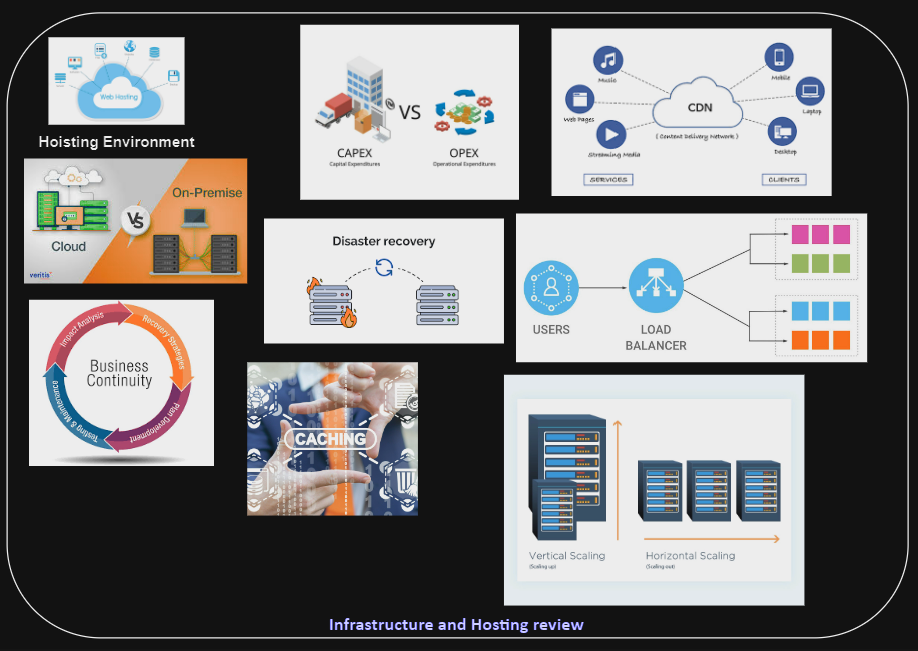 Web Hosting
Hoisting Environment
Cloud
VS
On-Premise
veritis
Business
Continuity
Impact Analysis
Recovery Strategies
Plan Development
Testing & Maintenance
VS
CAPEX
Capital Expenditures
OPEX
Operational Expenditures
Music
Web Pages
Streaming Media
SERVICES
CDN
( Content Delivery Network )
Mobile
Laptop
Desktop
CLIENTS
Disaster recovery
USERS
LOAD
BALANCER
CACHING
Vertical Scaling
(Scaling up)
Horizontal Scaling
(Scaling out)
Infrastructure and Hosting review